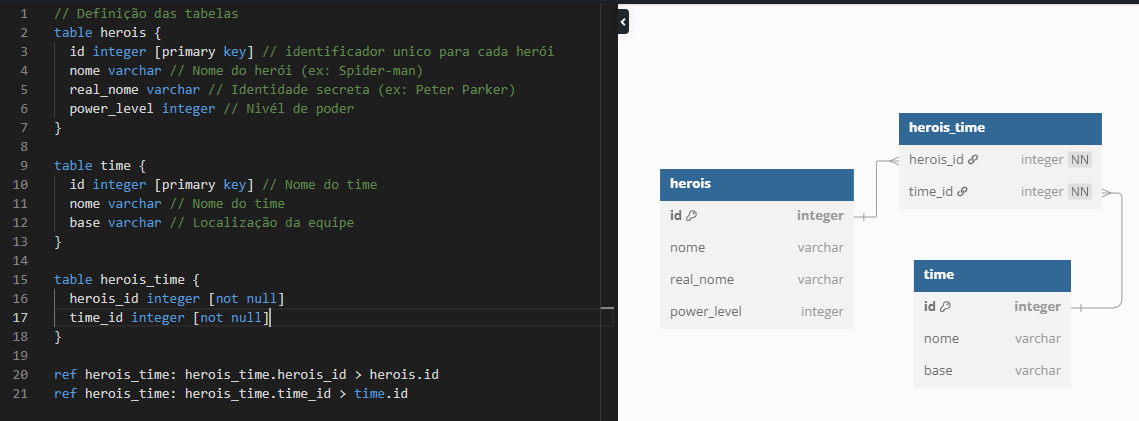 1 // Definição das tabelas
2 table herois {
3 id integer [primary key] // identificador unico para cada herói
4 nome varchar // Nome do herói (ex: Spider-man)
5 real_nome varchar // Identidade secreta (ex: Peter Parker)
6 power_level integer // Nivél de poder
7 }
8
9 table time {
10 id integer [primary key] // Nome do time
11 nome varchar // Nome do time
12 base varchar // Localização da equipe
13 }
14
15 table herois_time {
16 herois_id integer [not null]
17 time_id integer [not null]
18 }
19
20 ref herois_time: herois_time.herois_id > herois.id
21 ref herois_time: herois_time.time_id > time.id
herois_time
herois_id integer NN
time_id integer NN
herois
id integer
nome varchar
real_nome varchar
power_level integer
time
id integer
nome varchar
base varchar